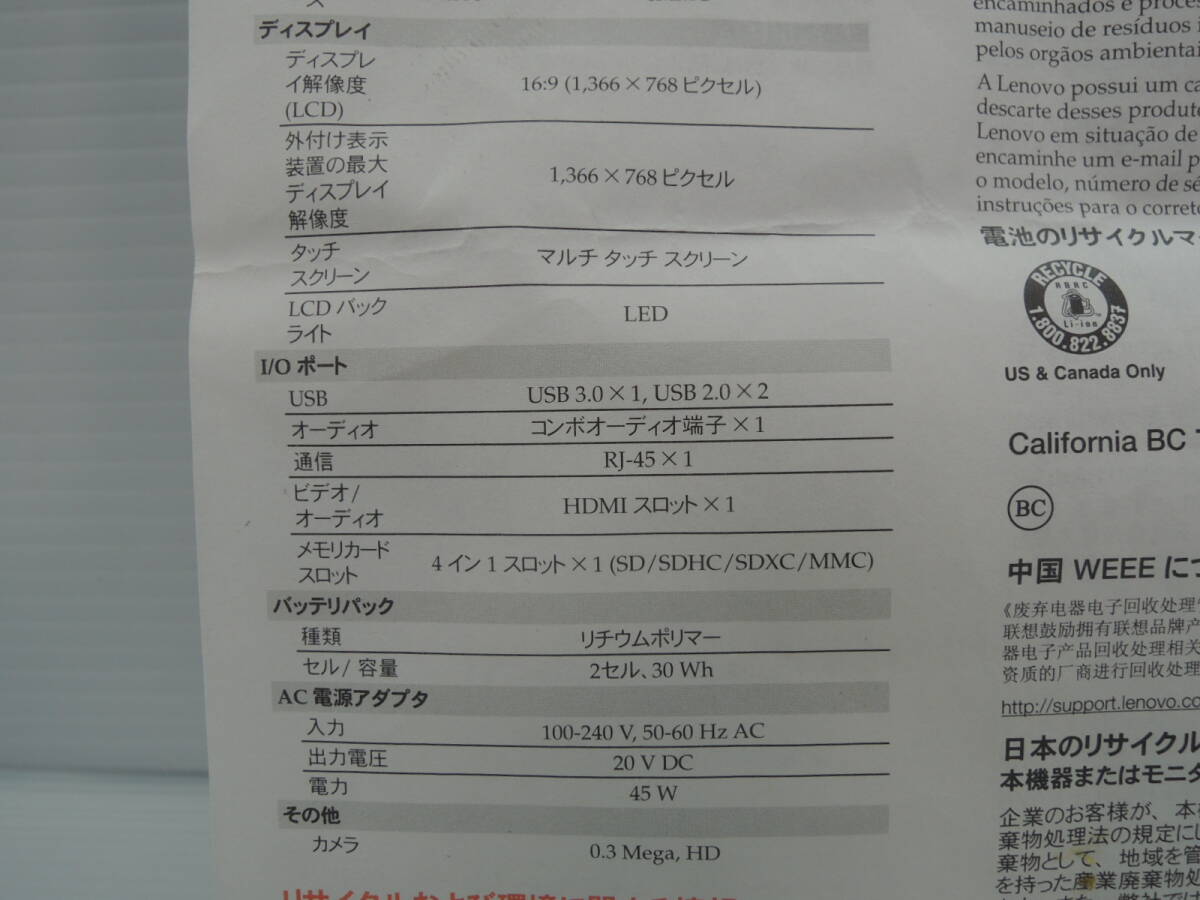 ディスプレイ
ディスプレ
イ解像度
(LCD)
16:9 (1,366 × 768 ピクセル)
外付け表示
装置の最大
ディスプレイ
解像度
1,366 × 768 ピクセル
タッチ
スクリーン
マルチ タッチ スクリーン
LCD バック
ライト
LED
I/O ポート
USB
USB 3.0 × 1, USB 2.0 × 2
オーディオ
コンボオーディオ端子 × 1
通信
RJ-45 × 1
ビデオ/
オーディオ
HDMI スロット × 1
メモリカード
スロット
4 イン 1 スロット × 1 (SD/SDHC/SDXC/MMC)
バッテリパック
種類
リチウムポリマー
セル/ 容量
2セル、30 Wh
AC 電源アダプタ
入力
100-240 V, 50-60 Hz AC
出力電圧
20 V DC
電力
45 W
その他
カメラ
0.3 Mega, HD
encaminhados e
manuseio de resíduos
pelos orgãos
A Lenovo possui um
descarte desses
Lenovo em situação de
encaminhe um e-mail
o modelo, número de
instruções para o
電池のリサイクル
RECYCLE
RBRC
Li-ion
1.800.822.8837
US & Canada Only
California BC
BC
中国 WEEE に
《废弃电器电子回收处理
联想鼓励拥有联想品牌产
器电子产品回收处理相关
资质的厂商进行回收处理
http://support.lenovo.co
日本のリサイクル
本機器またはモニタ
企業のお客様が、本
棄物処理法の規定に
棄物として、地域を管
を持った産業廃棄物処